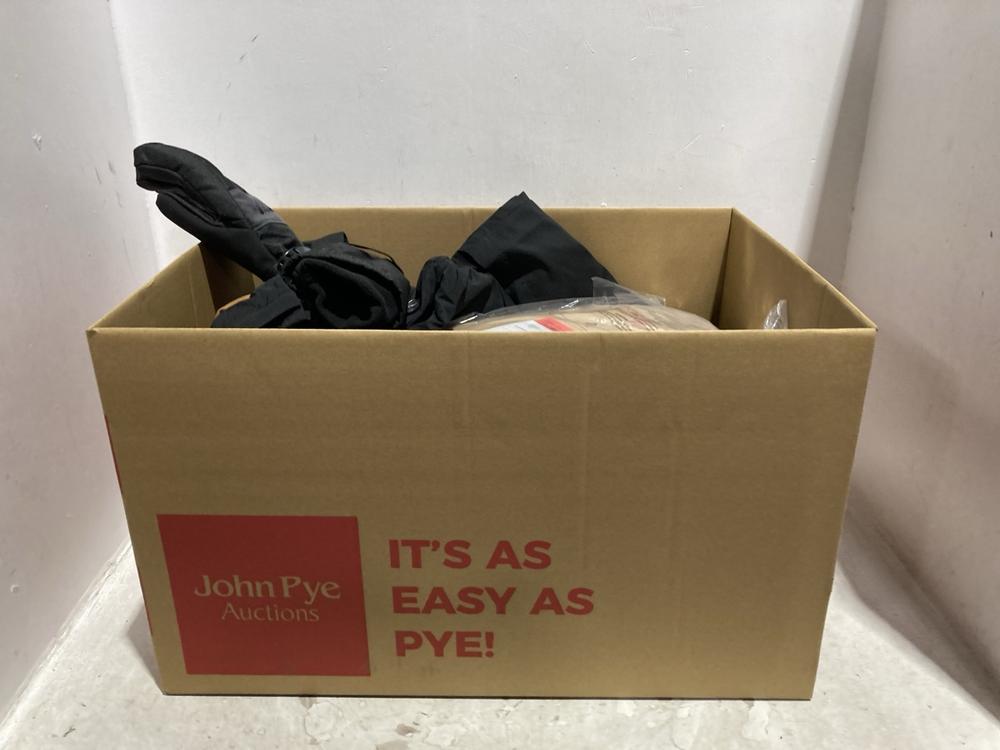 John Pye
Auctions
IT'S AS
EASY AS
PYE!